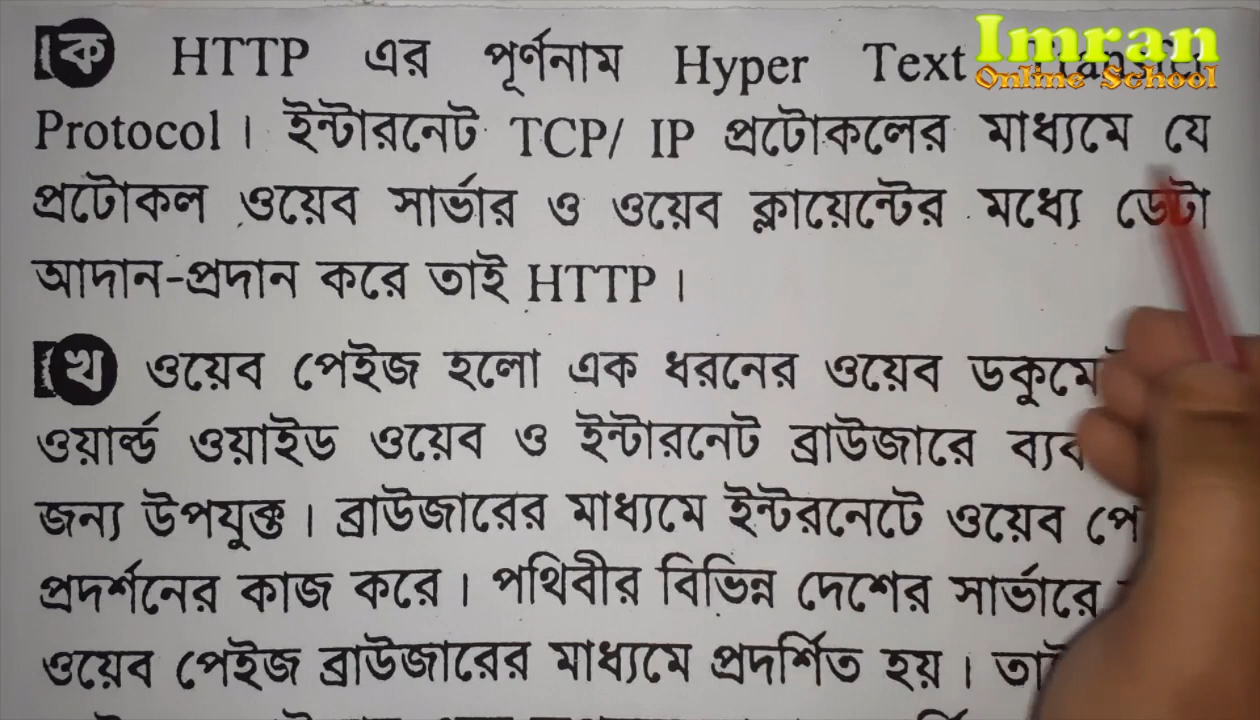 ক HTTP এর পূর্ণনাম Hyper Text
Imran
Online School
Protocol । ইন্টারনেট TCP/ IP প্রটোকলের মাধ্যমে যে
প্রটোকল ওয়েব সার্ভার ও ওয়েব ক্লায়েন্টের মধ্যে ডেটা
আদান-প্রদান করে তাই HTTP ।
খ ওয়েব পেইজ হলো এক ধরনের ওয়েব
ওয়ার্ল্ড ওয়াইড ওয়েব ও ইন্টারনেট ব্রাউজারে
জন্য উপযুক্ত । ব্রাউজারের মাধ্যমে ইন্টরনেটে ওয়েব
প্রদর্শনের কাজ করে । পথিবীর বিভিন্ন দেশের সার্ভারে
ওয়েব পেইজ ব্রাউজারের মাধ্যমে প্রদর্শিত হয় ।